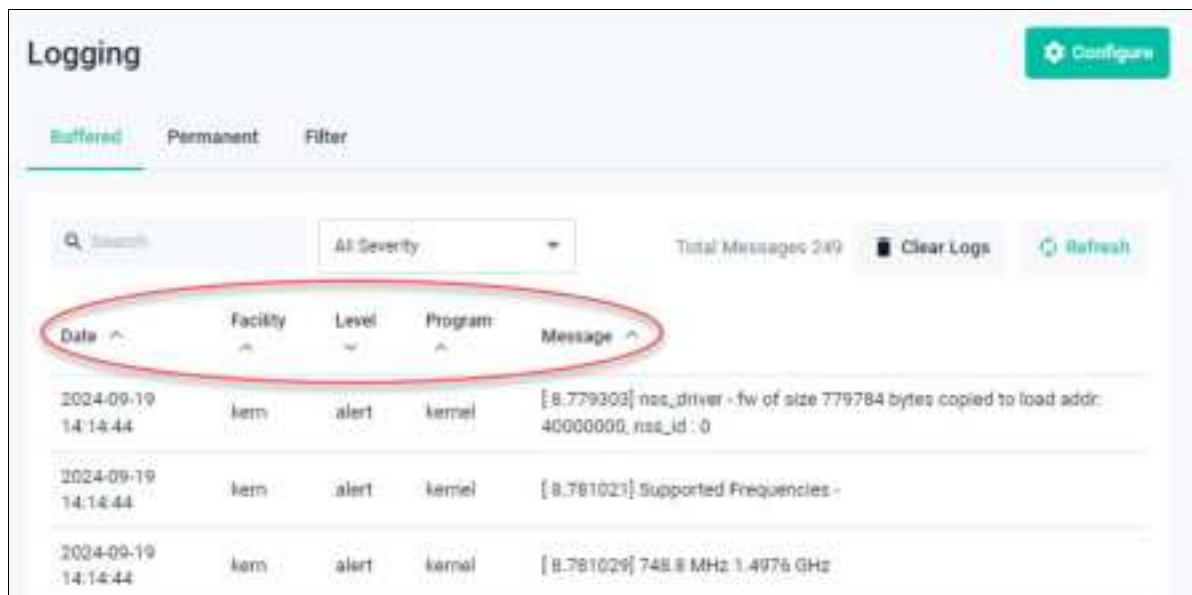 Logging
Configure
Buffered Permanent Filter
Search All Severity Total Messages 249 Clear Logs Refresh
Date Facility Level Program Message
2024-09-19 14:14:44 kern alert kernel [ 8.779303] nss_driver - fw of size 779784 bytes copied to load addr:
40000000, nss_id : 0
2024-09-19 14:14:44 kern alert kernel [ 8.781021] Supported Frequencies -
2024-09-19 14:14:44 kern alert kernel [ 8.781029] 748.8 MHz 1.4976 GHz